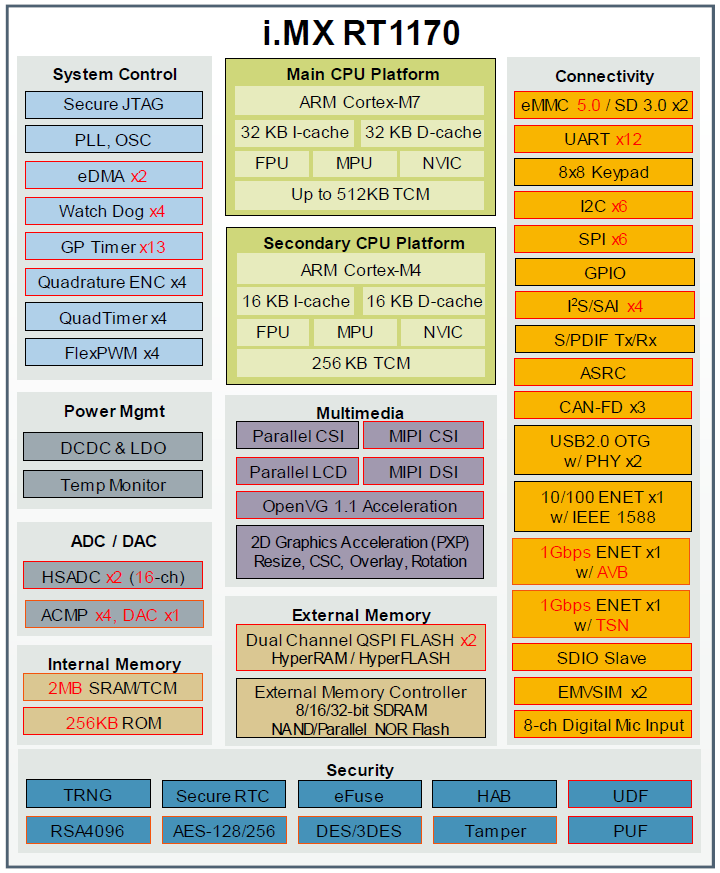 i.MX RT1170
System Control
Secure JTAG
PLL, OSC
eDMA x2
Watch Dog x4
GP Timer x13
Quadrature ENC x4
QuadTimer x4
FlexPWM x4
Power Mgmt
DCDC & LDO
Temp Monitor
ADC / DAC
HSADC x2 (16-ch)
ACMP x4, DAC x1
Internal Memory
2MB SRAM/TCM
256KB ROM
Main CPU Platform
ARM Cortex-M7
32 KB I-cache 32 KB D-cache
FPU MPU NVIC
Up to 512KB TCM
Secondary CPU Platform
ARM Cortex-M4
16 KB I-cache 16 KB D-cache
FPU MPU NVIC
256 KB TCM
Multimedia
Parallel CSI MIPI CSI
Parallel LCD MIPI DSI
OpenVG 1.1 Acceleration
2D Graphics Acceleration (PXP)
Resize, CSC, Overlay, Rotation
External Memory
Dual Channel QSPI FLASH x2
HyperRAM / HyperFLASH
External Memory Controller
8/16/32-bit SDRAM
NAND/Parallel NOR Flash
Connectivity
eMMC 5.0 / SD 3.0 x2
UART x12
8x8 Keypad
I2C x6
SPI x6
GPIO
I²S/SAI x4
S/PDIF Tx/Rx
ASRC
CAN-FD x3
USB2.0 OTG
w/ PHY x2
10/100 ENET x1
w/ IEEE 1588
1Gbps ENET x1
w/ AVB
1Gbps ENET x1
w/ TSN
SDIO Slave
EMVSIM x2
8-ch Digital Mic Input
Security
TRNG Secure RTC eFuse HAB UDF
RSA4096 AES-128/256 DES/3DES Tamper PUF